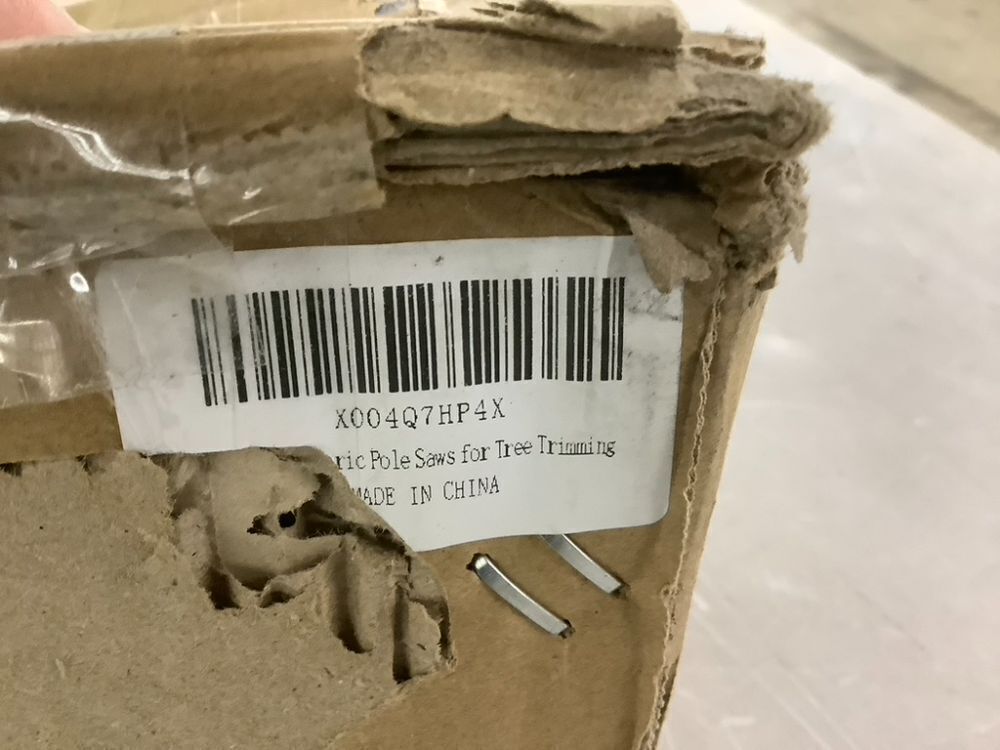 X004Q7HP4X
ric Pole Saws for Tree Trimming
MADE IN CHINA